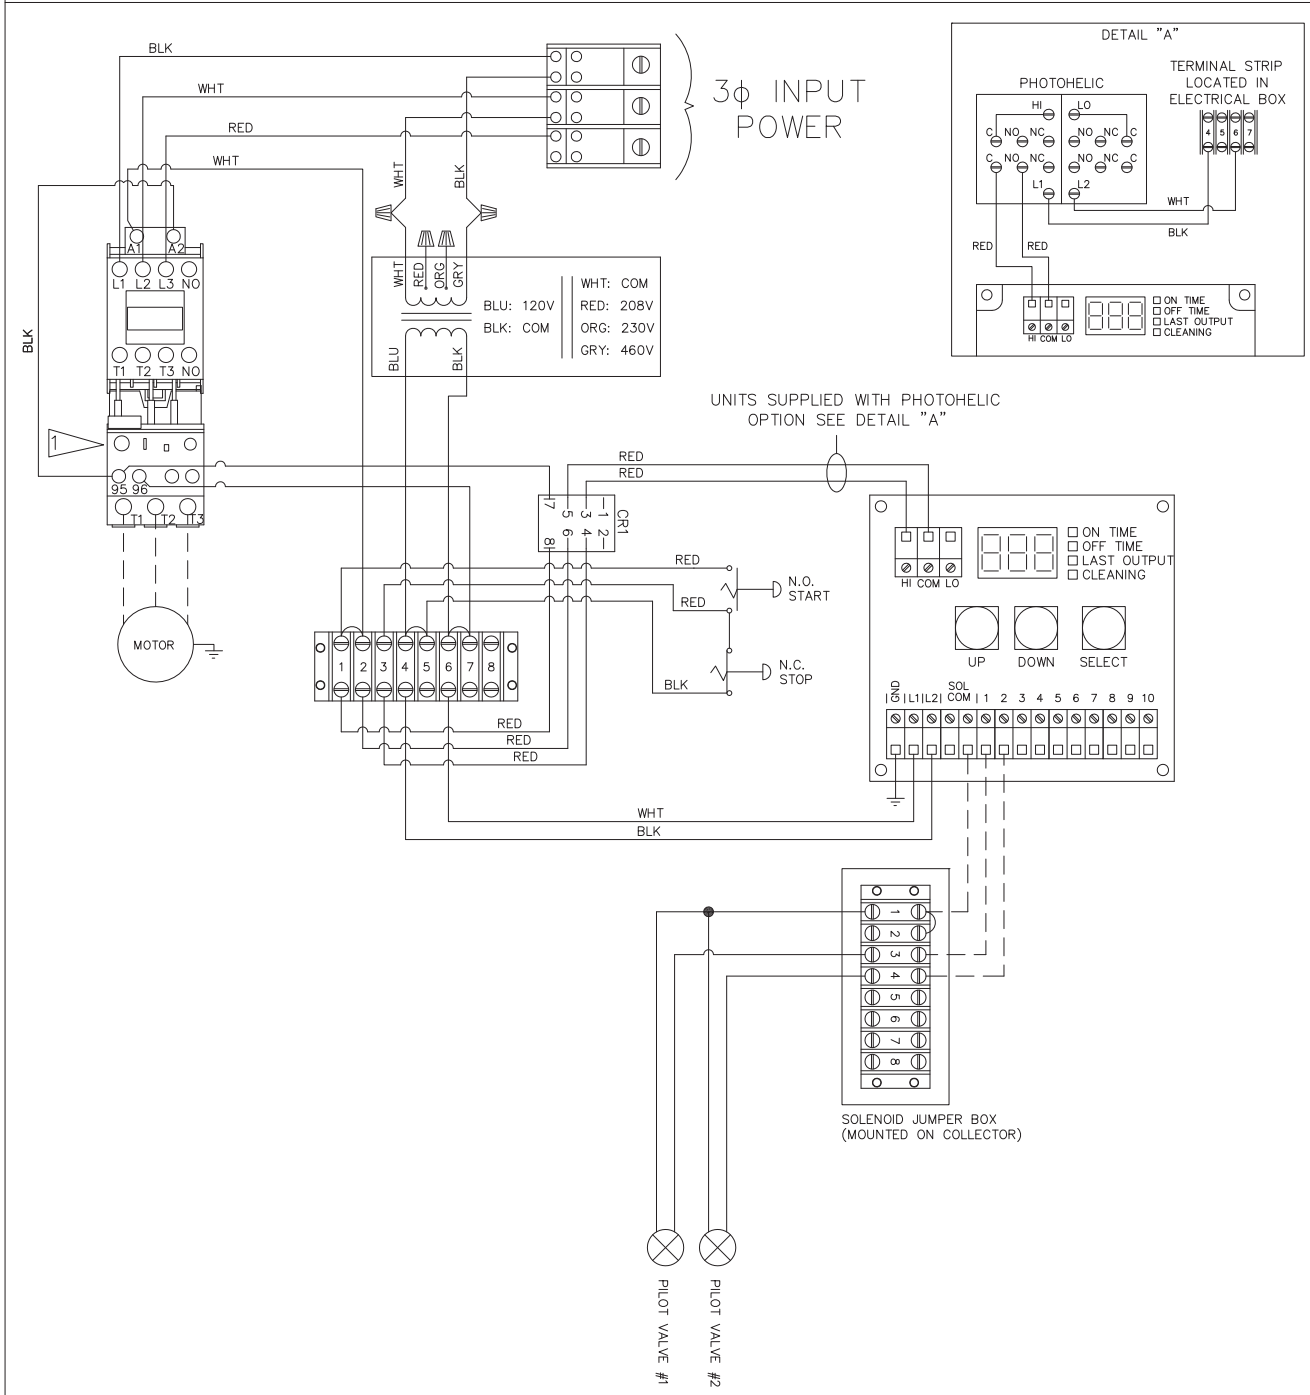 BLK
WHT
RED
WHT
3ϕ INPUT
POWER
WHT
BLK
A1 A2
L1 L2 L3 NO
T1 T2 T3 NO
BLK
1
95 96
T1 T2 T3
MOTOR
WHT RED ORG GRY
BLU: 120V
BLK: COM
WHT: COM
RED: 208V
ORG: 230V
GRY: 460V
BLU BLK
DETAIL "A"
PHOTOHELIC
TERMINAL STRIP
LOCATED IN
ELECTRICAL BOX
HI LO
C NO NC NO NC C
C NO NC NO NC C
L1 L2
4 5 6 7
WHT
BLK
RED RED
HI COM LO
ON TIME
OFF TIME
LAST OUTPUT
CLEANING
UNITS SUPPLIED WITH PHOTOHELIC
OPTION SEE DETAIL "A"
RED
RED
7 5 3 1
8 6 4 2
CR1
RED
N.O.
START
RED
N.C.
STOP
BLK
1 2 3 4 5 6 7 8
RED
RED
RED
HI COM LO
ON TIME
OFF TIME
LAST OUTPUT
CLEANING
UP DOWN SELECT
GND L1 L2 SOL COM 1 2 3 4 5 6 7 8 9 10
WHT
BLK
1
2
3
4
5
6
7
8
SOLENOID JUMPER BOX
(MOUNTED ON COLLECTOR)
PILOT VALVE #1
PILOT VALVE #2